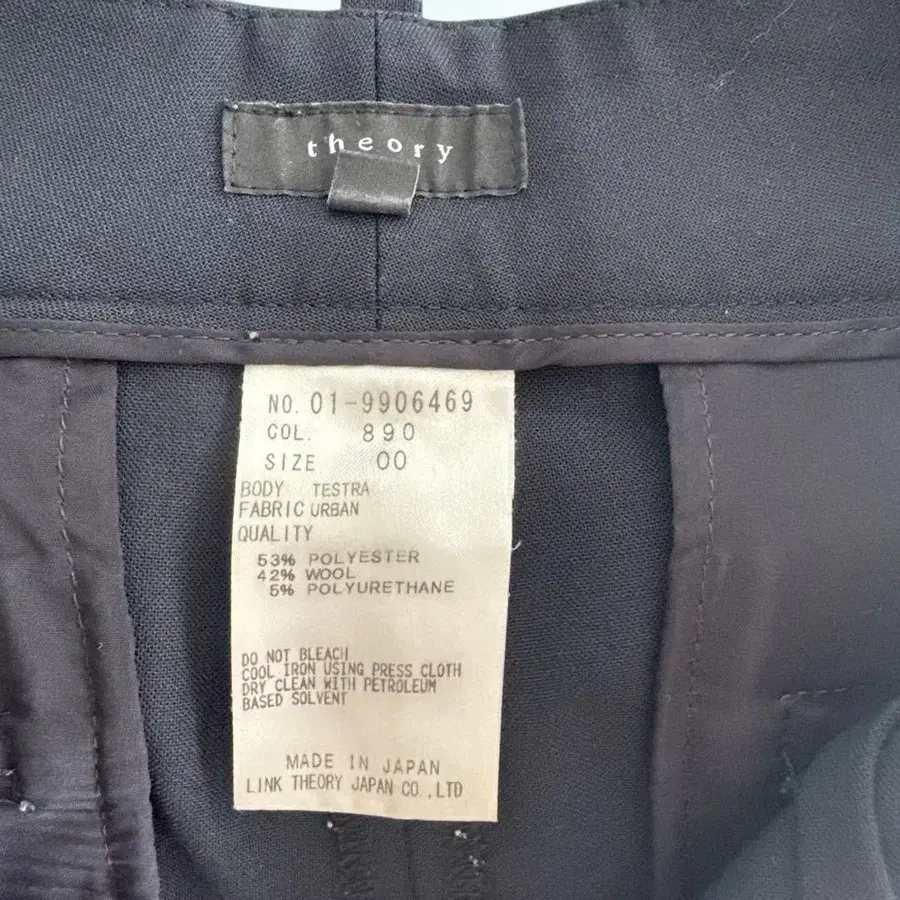 theory
NO. 01-9906469
COL. 890
SIZE 00
BODY TESTRA
FABRIC URBAN
QUALITY
53% POLYESTER
42% WOOL
5% POLYURETHANE
DO NOT BLEACH
COOL IRON USING PRESS CLOTH
DRY CLEAN WITH PETROLEUM
BASED SOLVENT
MADE IN JAPAN
LINK THEORY JAPAN CO.,LTD